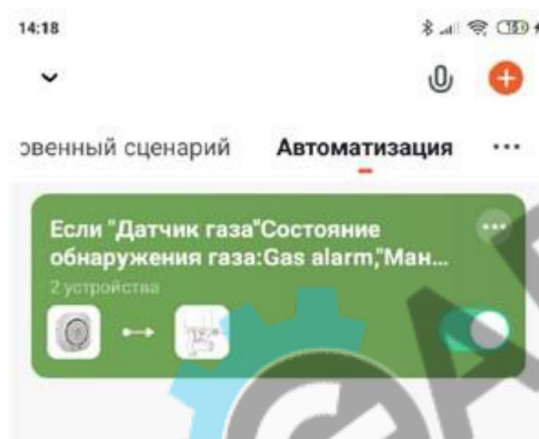 14:18
овенный сценарий Автоматизация
Если "Датчик газа"Состояние
обнаружения газа:Gas alarm,"Ман...
2 устройства